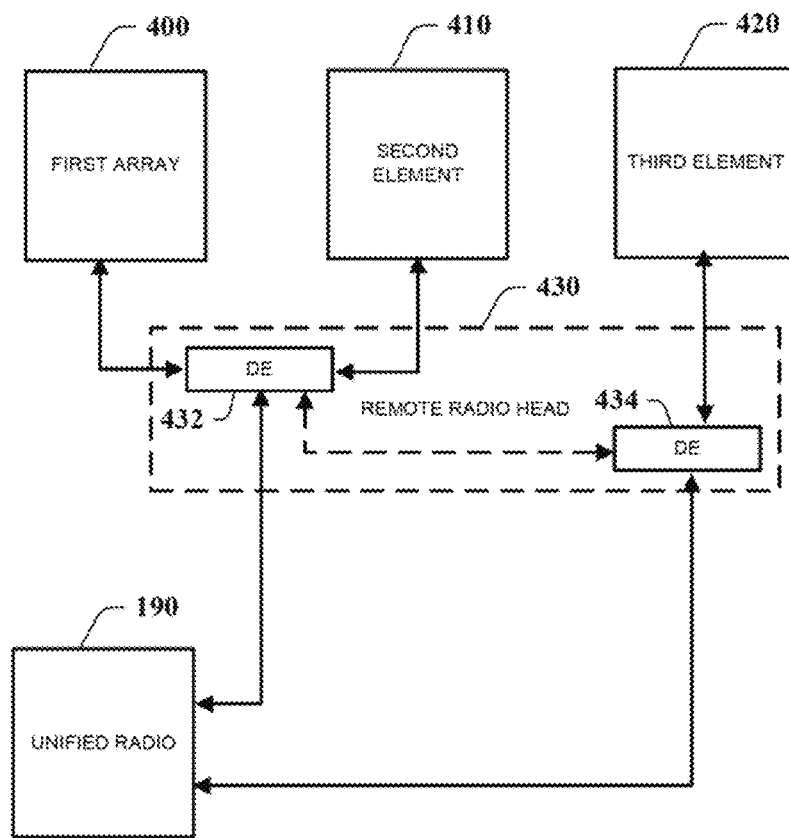 400
410
420
FIRST ARRAY
SECOND
ELEMENT
THIRD ELEMENT
430
DE
432
REMOTE RADIO HEAD
434
DE
190
UNIFIED RADIO